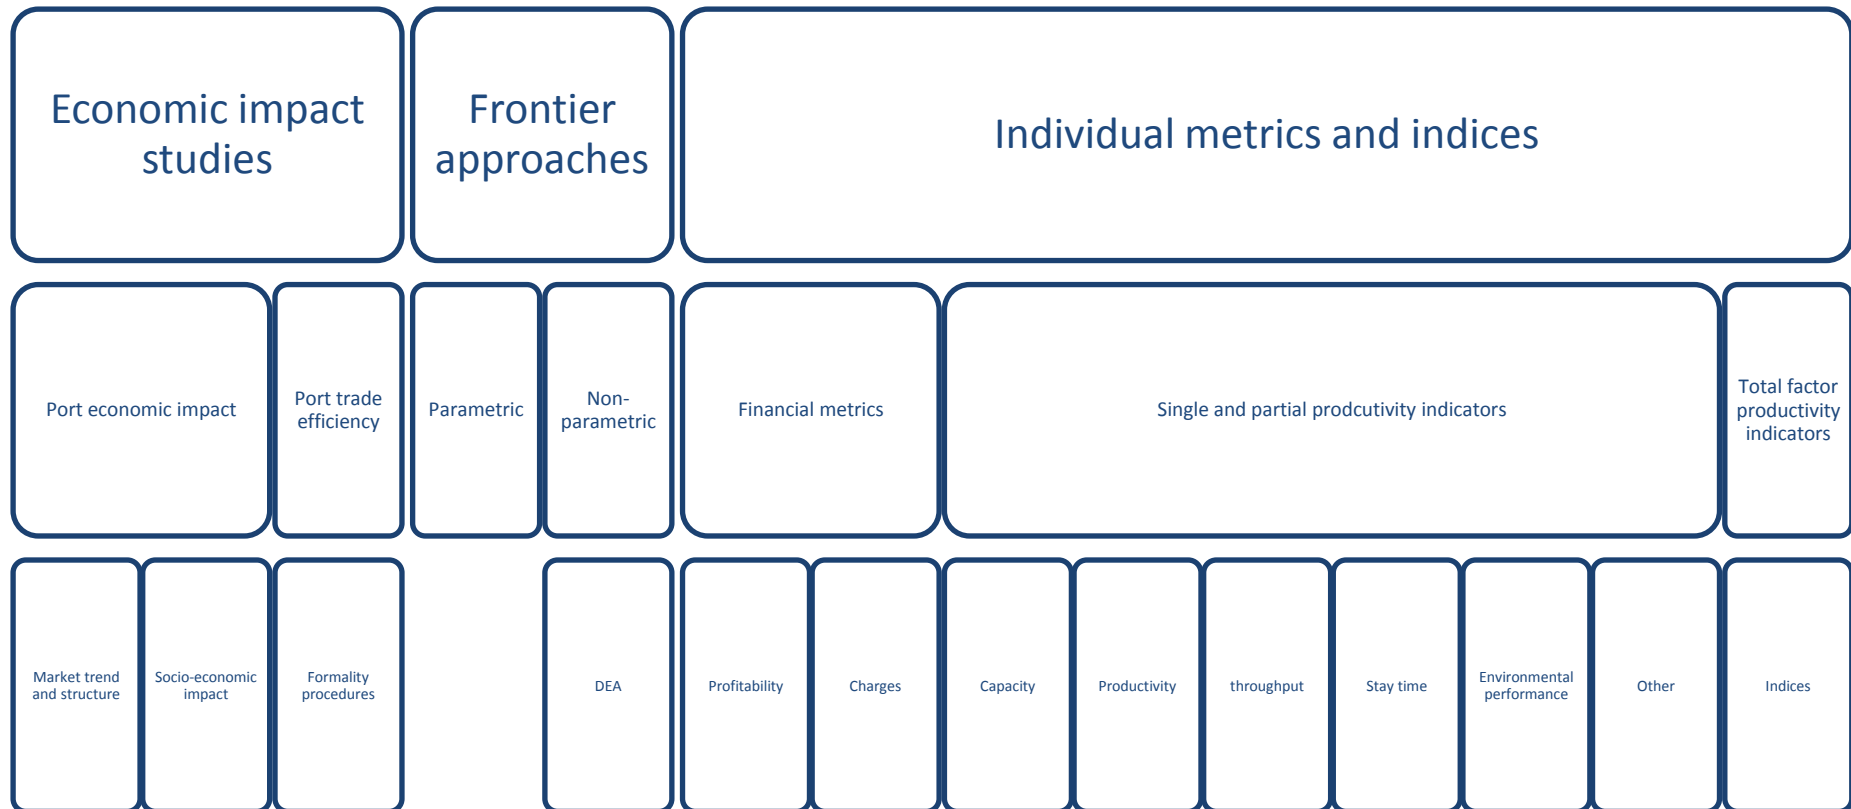 Economic impact
studies
Frontier
approaches
Individual metrics and indices
Port economic impact
Port trade
efficiency
Parametric
Non-
parametric
Financial metrics
Single and partial prodcutivity indicators
Total factor
productivity
indicators
Market trend
and structure
Socio-economic
impact
Formality
procedures
DEA
Profitability
Charges
Capacity
Productivity
throughput
Stay time
Environmental
performance
Other
Indices